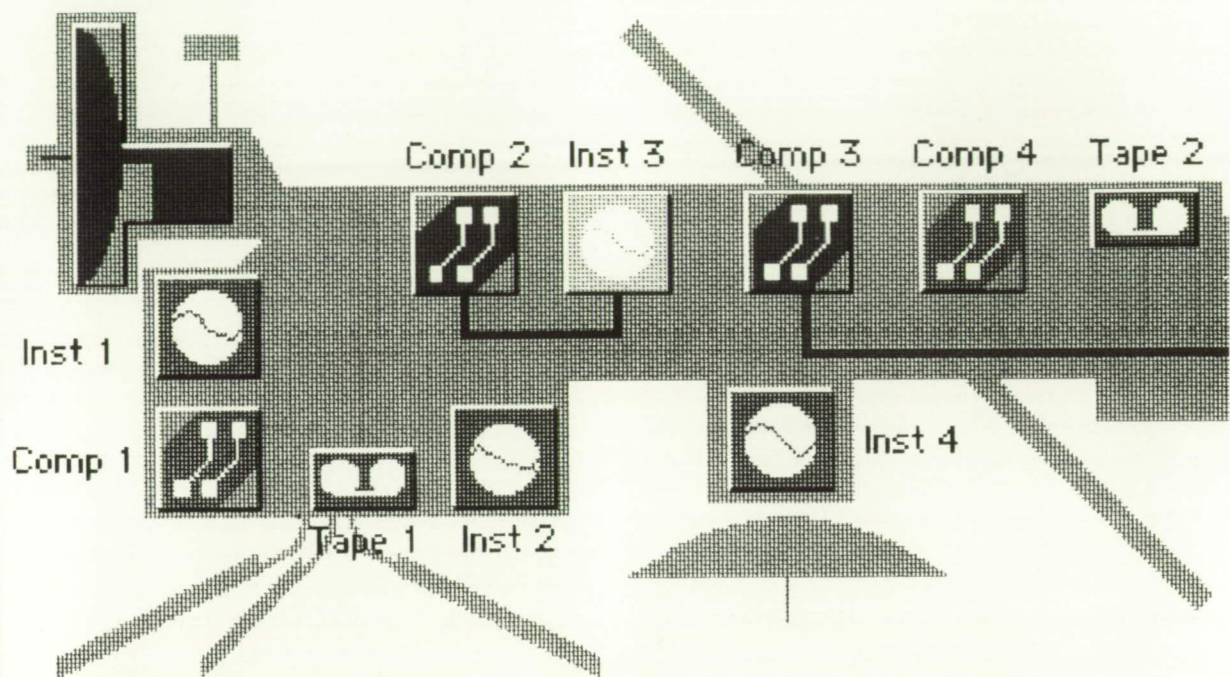 Comp 2 Inst 3 Comp 3 Comp 4 Tape 2
Inst 1
Comp 1
Inst 4
Tape 1 Inst 2